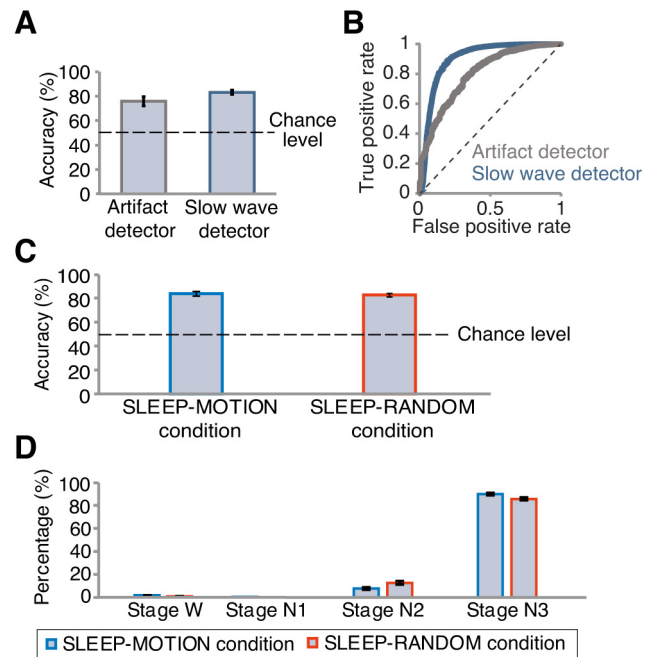 A
Accuracy (%)
100
80
60
40
20
0
Chance
level
Artifact
detector
Slow wave
detector
B
True positive rate
1
0.8
0.6
0.4
0.2
0
0
0.5
1
Artifact detector
Slow wave detector
False positive rate
C
Accuracy (%)
100
80
60
40
20
0
Chance level
SLEEP-MOTION
condition
SLEEP-RANDOM
condition
D
Percentage (%)
100
80
60
40
20
0
Stage W
Stage N1
Stage N2
Stage N3
SLEEP-MOTION condition
SLEEP-RANDOM condition